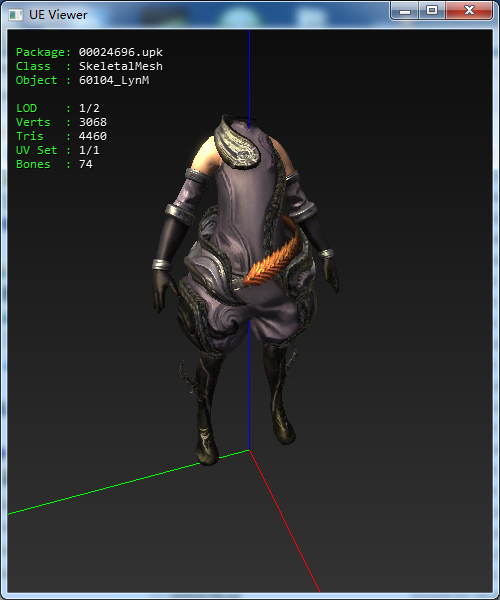 UE Viewer
Package: 00024696.upk
Class : SkeletalMesh
Object : 60104_LynM
LOD : 1/2
Verts : 3068
Tris : 4460
UV Set : 1/1
Bones : 74